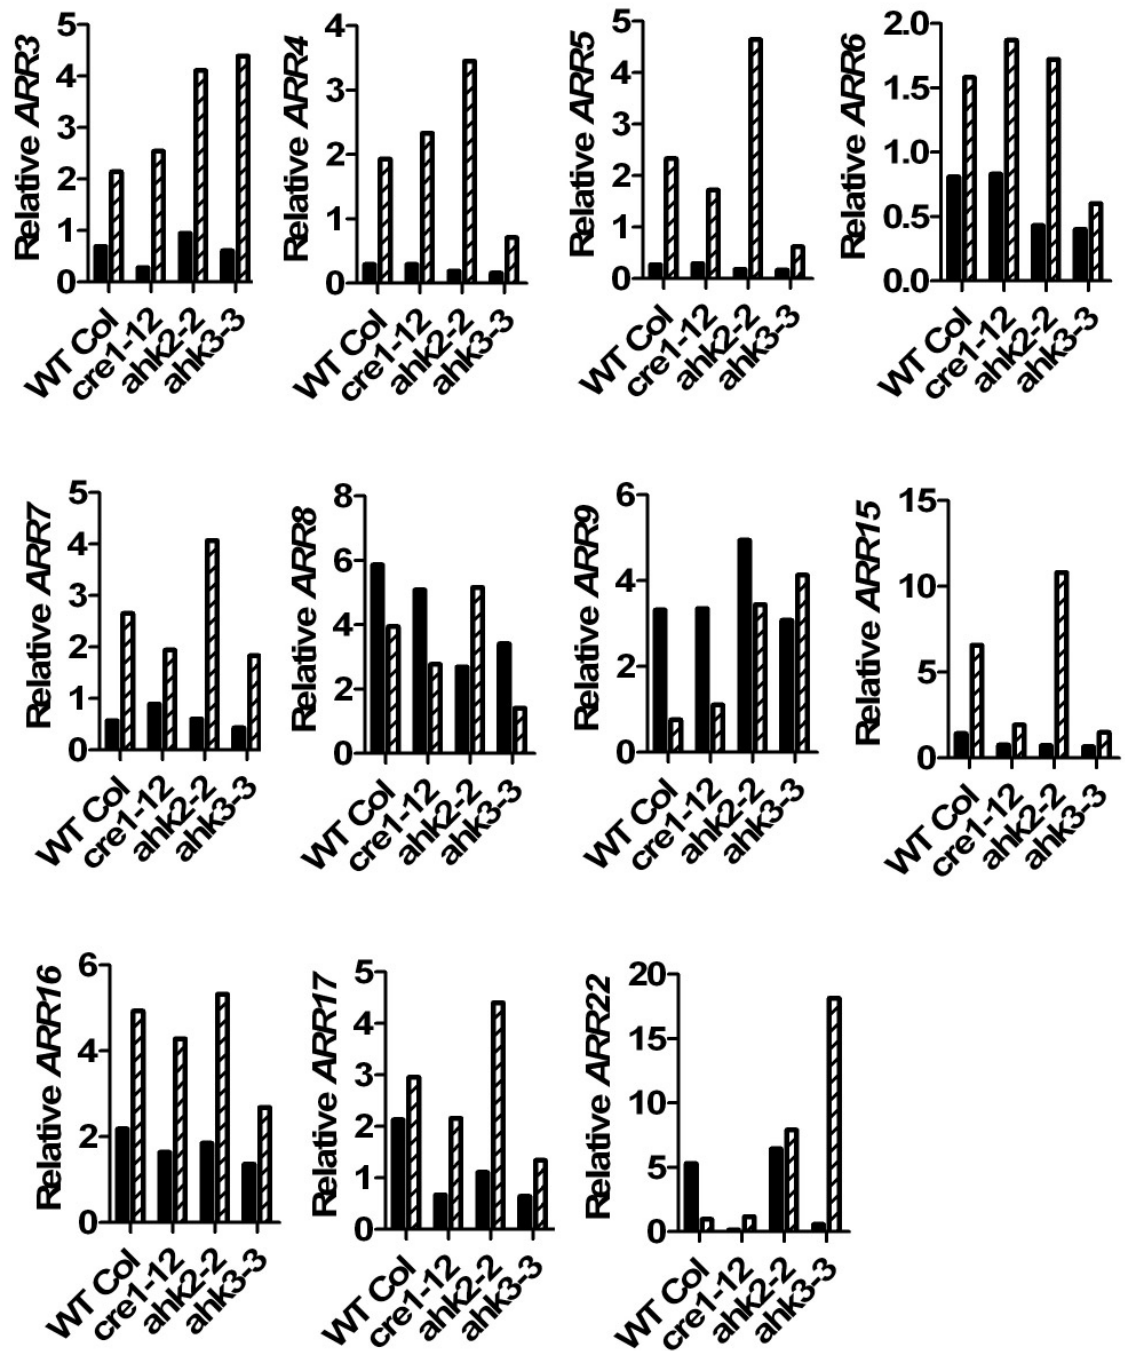 Relative ARR3
5
4
3
2
1
0
WT Col
cre1-12
ahk2-2
ahk3-3
Relative ARR4
4
3
2
1
0
WT Col
cre1-12
ahk2-2
ahk3-3
Relative ARR5
5
4
3
2
1
0
WT Col
cre1-12
ahk2-2
ahk3-3
Relative ARR6
2.0
1.5
1.0
0.5
0.0
WT Col
cre1-12
ahk2-2
ahk3-3
Relative ARR7
5
4
3
2
1
0
WT Col
cre1-12
ahk2-2
ahk3-3
Relative ARR8
8
6
4
2
0
WT Col
cre1-12
ahk2-2
ahk3-3
Relative ARR9
6
4
2
0
WT Col
cre1-12
ahk2-2
ahk3-3
Relative ARR15
15
10
5
0
WT Col
cre1-12
ahk2-2
ahk3-3
Relative ARR16
6
4
2
0
WT Col
cre1-12
ahk2-2
ahk3-3
Relative ARR17
5
4
3
2
1
0
WT Col
cre1-12
ahk2-2
ahk3-3
Relative ARR22
20
15
10
5
0
WT Col
cre1-12
ahk2-2
ahk3-3